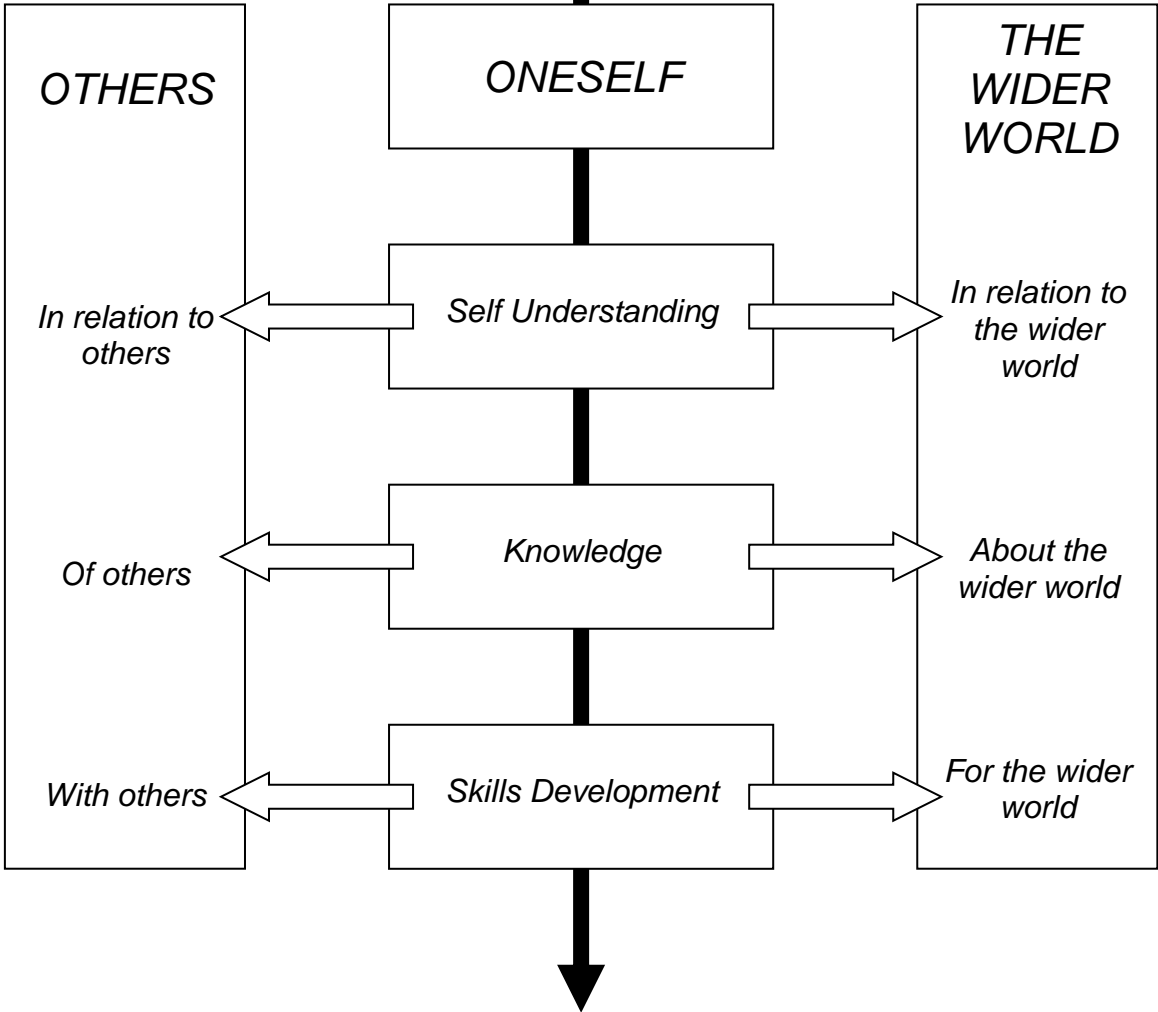 OTHERS
ONESELF
THE
WIDER
WORLD
In relation to
others
Self Understanding
In relation to
the wider
world
Of others
Knowledge
About the
wider world
With others
Skills Development
For the wider
world